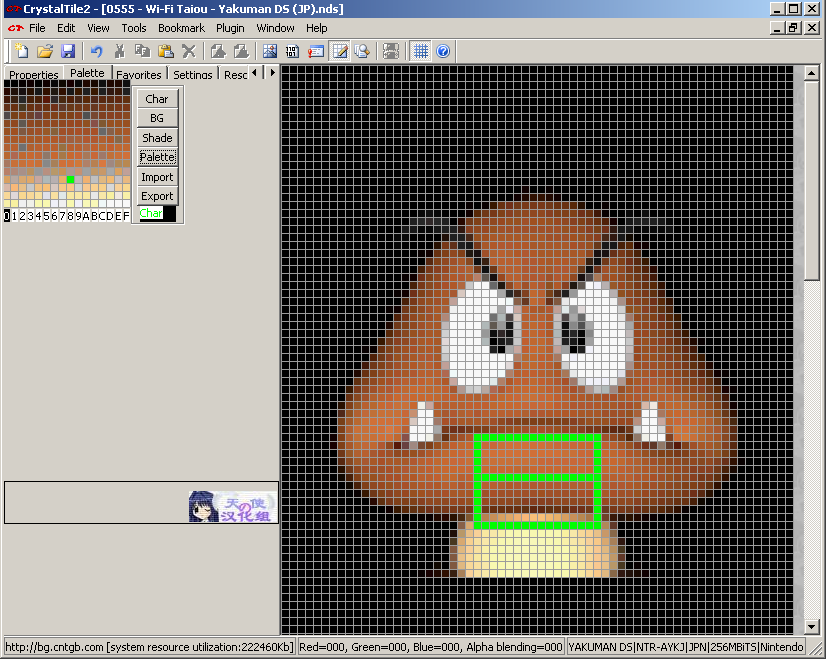 CrystalTile2 - [0555 - Wi-Fi Taiou - Yakuman DS (JP).nds]
File Edit View Tools Bookmark Plugin Window Help
Properties Palette Favorites Settings Resc
Char
BG
Shade
Palette
Import
Export
Char
0123456789ABCDEF
天使の
汉化组
http://bg.cntgb.com [system resource utilization:222460Kb] Red=000, Green=000, Blue=000, Alpha blending=000 YAKUMAN DS|NTR-AYKJ|JPN|256MBiTS|Nintendo